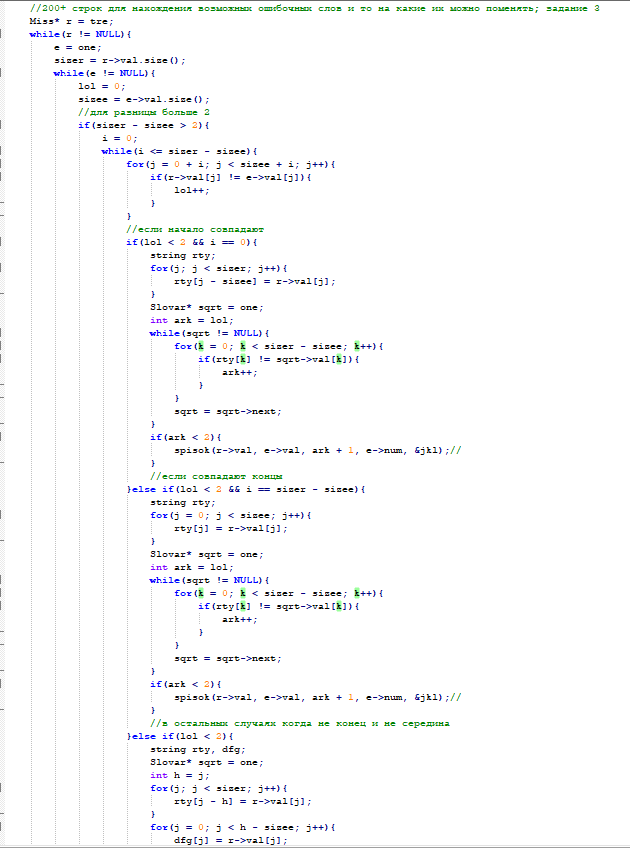 //200+ строк для нахождения возможных ошибочных слов и то на какие их можно поменять; задание 3
Miss* r = tre;
while(r != NULL){
e = one;
sizer = r->val.size();
while(e != NULL){
lol = 0;
sizee = e->val.size();
//для разницы больше 2
if(sizer - sizee > 2){
i = 0;
while(i <= sizer - sizee){
for(j = 0 + i; j < sizee + i; j++){
if(r->val[j] != e->val[j]){
lol++;
}
}
//если начало совпадают
if(lol < 2 && i == 0){
string rty;
for(j; j < sizer; j++){
rty[j - sizee] = r->val[j];
}
Slovar* sqrt = one;
int ark = lol;
while(sqrt != NULL){
for(k = 0; k < sizer - sizee; k++){
if(rty[k] != sqrt->val[k]){
ark++;
}
}
sqrt = sqrt->next;
}
if(ark < 2){
spisok(r->val, e->val, ark + 1, e->num, &jkl);//
}
//если совпадают концы
}else if(lol < 2 && i == sizer - sizee){
string rty;
for(j = 0; j < sizee; j++){
rty[j] = r->val[j];
}
Slovar* sqrt = one;
int ark = lol;
while(sqrt != NULL){
for(k = 0; k < sizer - sizee; k++){
if(rty[k] != sqrt->val[k]){
ark++;
}
}
sqrt = sqrt->next;
}
if(ark < 2){
spisok(r->val, e->val, ark + 1, e->num, &jkl);//
}
//в остальных случаях когда не конец и не середина
}else if(lol < 2){
string rty, dfg;
Slovar* sqrt = one;
int h = j;
for(j; j < sizer; j++){
rty[j - h] = r->val[j];
}
for(j = 0; j < h - sizee; j++){
dfg[j] = r->val[j];